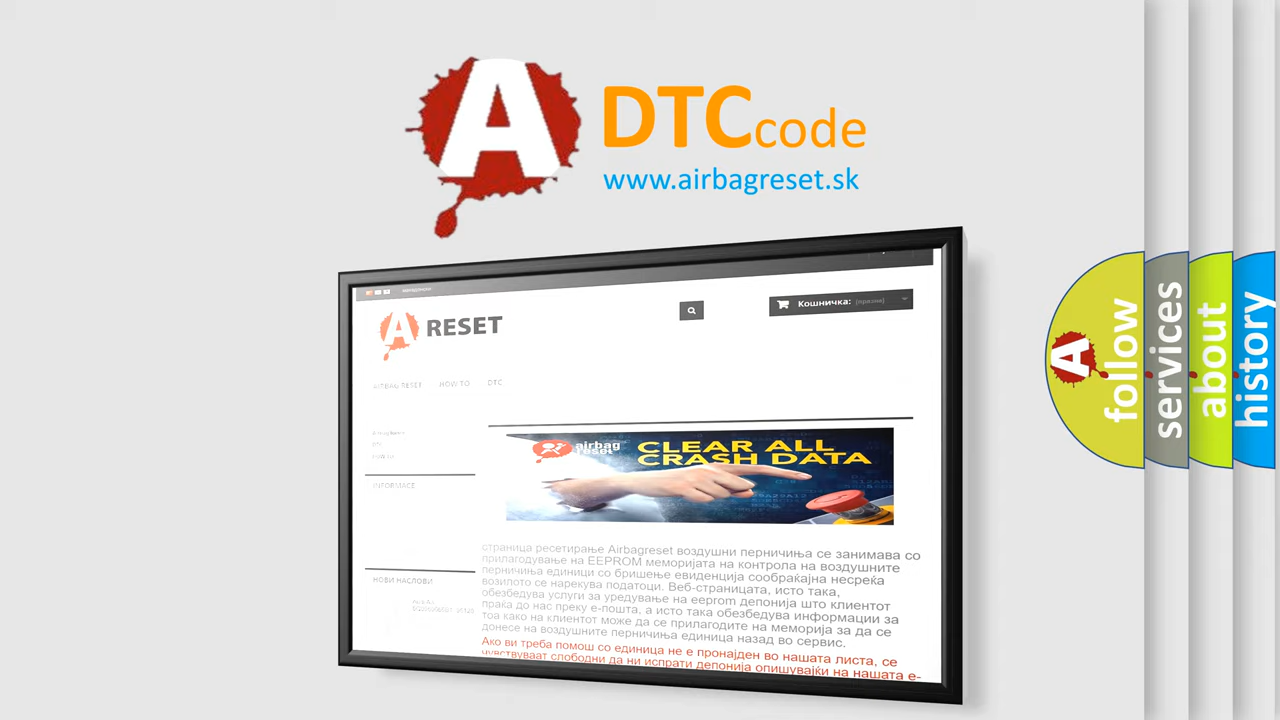 A
DTCcode
www.airbagreset.sk
A RESET
Кошничка: (празни)
AIRBAG RESET HOW TO DTC
INFORMACE
НОВИ НАСЛОВИ
airbag
reset
CLEAR ALL
CRASH DATA
страница ресетирање Airbagreset воздушни перничиња се занимава со
прилагодување на EEPROM меморијата на контрола на воздушните
перничиња единици со бришење евиденција сообраќајна несреќа
возилото се нарекува податоци. Веб-страницата, исто така,
обезбедува услуги за уредување на eeprom депонија што клиентот
праќа до нас преку е-пошта, а исто така обезбедува информации за
тоа како на клиентот може да се прилагодите на меморија за да се
донесе на воздушните перничиња единица назад во сервис.
Ако ви треба помош со единица не е пронајден во нашата листа, се
чувствуваат слободни да ни испрати депонија опишувајќи на нашата е-
A follow
services
about
history